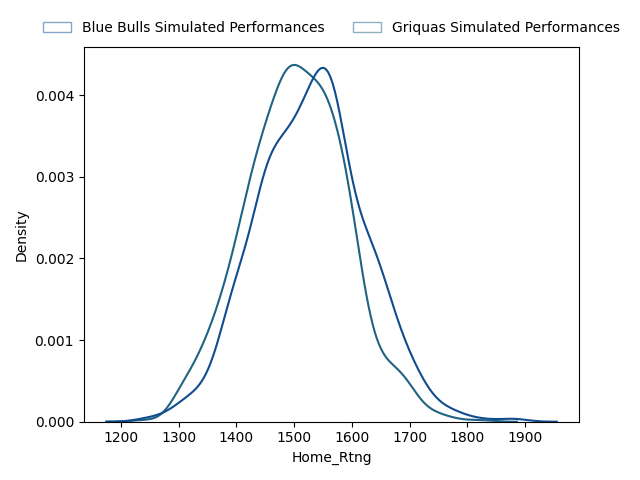 Blue Bulls Simulated Performances
Griquas Simulated Performances
0.004
0.003
0.002
0.001
0.000
Density
1200 1300 1400 1500 1600 1700 1800 1900
Home_Rtng